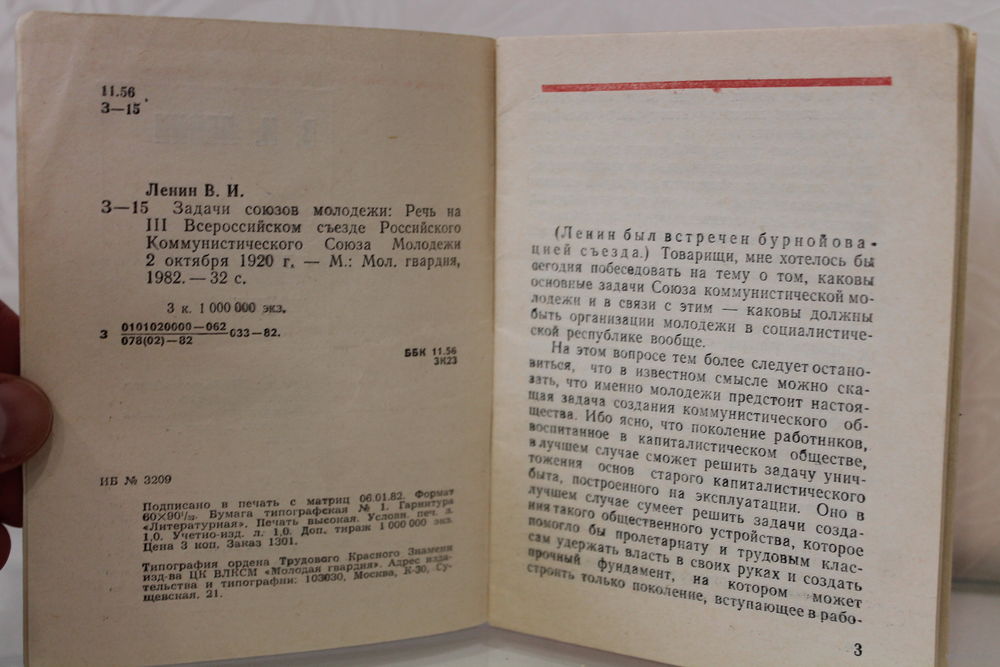 11.56
З—15
Ленин В. И.
З—15 Задачи союзов молодежи: Речь на
III Всероссийском съезде Российского
Коммунистического Союза Молодежи
2 октября 1920 г. — М.: Мол. гвардия,
1982. — 32 с.
3 к. 1 000 000 экз.
З 0101020000—062
078(02)—82 033—82.
ББК 11.56
3К23
ИБ № 3209
Подписано в печать с матриц 06.01.82. Формат
60×90¹/₃₂. Бумага типографская № 1. Гарнитура
«Литературная». Печать высокая. Условн. печ. л.
1,0. Учетно-изд. л. 1,0. Доп. тираж 1 000 000 экз.
Цена 3 коп. Заказ 1301.
Типография ордена Трудового Красного Знамени
изд-ва ЦК ВЛКСМ «Молодая гвардия». Адрес изда-
тельства и типографии: 103030, Москва, К-30, Су-
щевская, 21.
(Ленин был встречен бурной ова-
цией съезда.) Товарищи, мне хотелось бы
сегодня побеседовать на тему о том, каковы
основные задачи Союза коммунистической мо-
лодежи и в связи с этим — каковы должны
быть организации молодежи в социалистиче-
ской республике вообще.
На этом вопросе тем более следует остано-
виться, что в известном смысле можно ска-
зать, что именно молодежи предстоит настоя-
щая задача создания коммунистического об-
щества. Ибо ясно, что поколение работников,
воспитанное в капиталистическом обществе,
в лучшем случае сможет решить задачу унич-
тожения основ старого капиталистического
быта, построенного на эксплуатации. Оно в
лучшем случае сумеет решить задачи созда-
ния такого общественного устройства, которое
помогло бы пролетариату и трудовым клас-
сам удержать власть в своих руках и создать
прочный фундамент, на котором может
строить только поколение, вступающее в рабо-
3